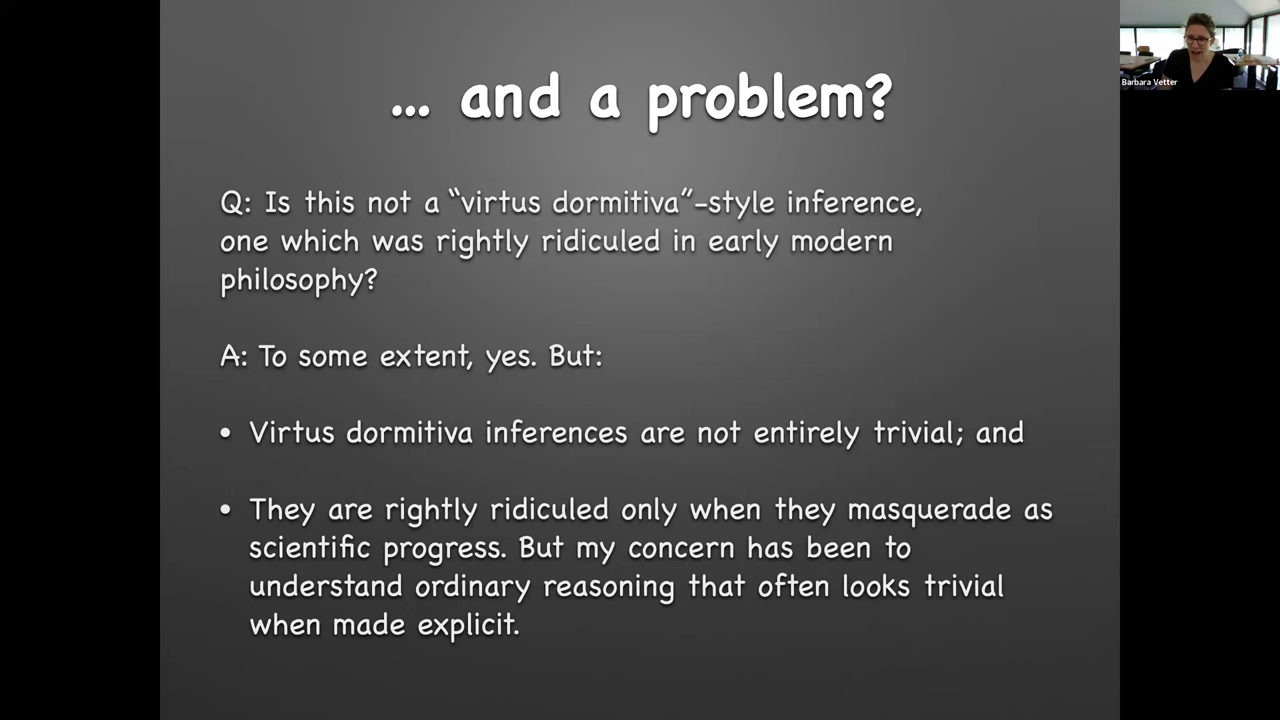 ... and a problem?
Barbara Vetter
Q: Is this not a “virtus dormitiva”-style inference,
one which was rightly ridiculed in early modern
philosophy?
A: To some extent, yes. But:
• Virtus dormitiva inferences are not entirely trivial; and
• They are rightly ridiculed only when they masquerade as
scientific progress. But my concern has been to
understand ordinary reasoning that often looks trivial
when made explicit.